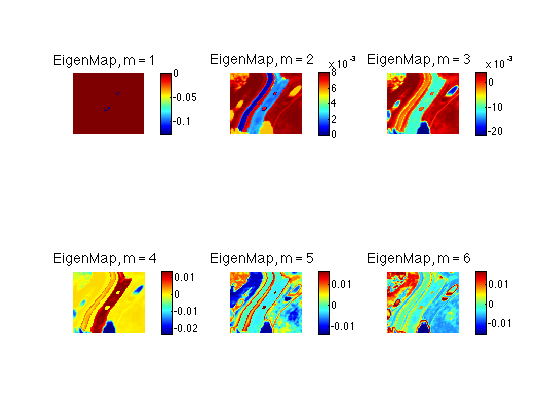 EigenMap, m = 1
0
-0.05
-0.1
EigenMap, m = 2
x 10⁻³
8
6
4
2
0
EigenMap, m = 3
x 10⁻³
0
-10
-20
EigenMap, m = 4
0.01
0
-0.01
-0.02
EigenMap, m = 5
0.01
0
-0.01
EigenMap, m = 6
0.01
0
-0.01